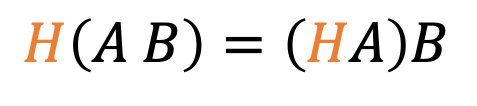 H(A B) = (HA)B